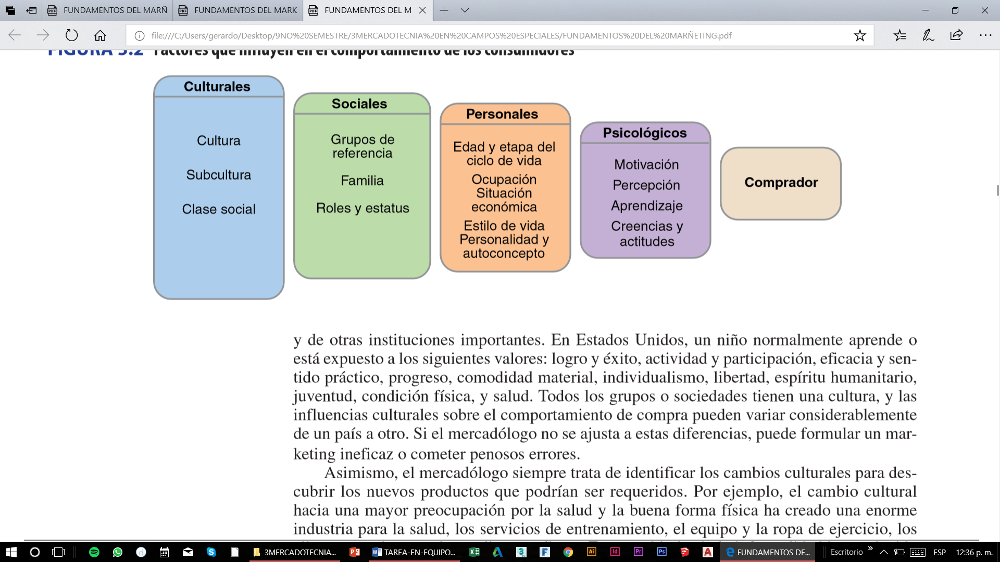 FUNDAMENTOS DEL MARÑ
FUNDAMENTOS DEL MARK
FUNDAMENTOS DEL M
file:///C:/Users/gerardo/Desktop/9NO%20SEMESTRE/3MERCADOTECNIA%20EN%20CAMPOS%20ESPECIALES/FUNDAMENTOS%20DEL%20MARÑETING.pdf
FIGURA 5.2 Factores que influyen en el comportamiento de los consumidores
Culturales
Cultura
Subcultura
Clase social
Sociales
Grupos de
referencia
Familia
Roles y estatus
Personales
Edad y etapa del
ciclo de vida
Ocupación
Situación
económica
Estilo de vida
Personalidad y
autoconcepto
Psicológicos
Motivación
Percepción
Aprendizaje
Creencias y
actitudes
Comprador
y de otras instituciones importantes. En Estados Unidos, un niño normalmente aprende o
está expuesto a los siguientes valores: logro y éxito, actividad y participación, eficacia y sen-
tido práctico, progreso, comodidad material, individualismo, libertad, espíritu humanitario,
juventud, condición física, y salud. Todos los grupos o sociedades tienen una cultura, y las
influencias culturales sobre el comportamiento de compra pueden variar considerablemente
de un país a otro. Si el mercadólogo no se ajusta a estas diferencias, puede formular un mar-
keting ineficaz o cometer penosos errores.
Asimismo, el mercadólogo siempre trata de identificar los cambios culturales para des-
cubrir los nuevos productos que podrían ser requeridos. Por ejemplo, el cambio cultural
hacia una mayor preocupación por la salud y la buena forma física ha creado una enorme
industria para la salud, los servicios de entrenamiento, el equipo y la ropa de ejercicio, los
3MERCADOTECNIA...
TAREA-EN-EQUIPO...
FUNDAMENTOS DE...
Escritorio
ESP
12:36 p. m.